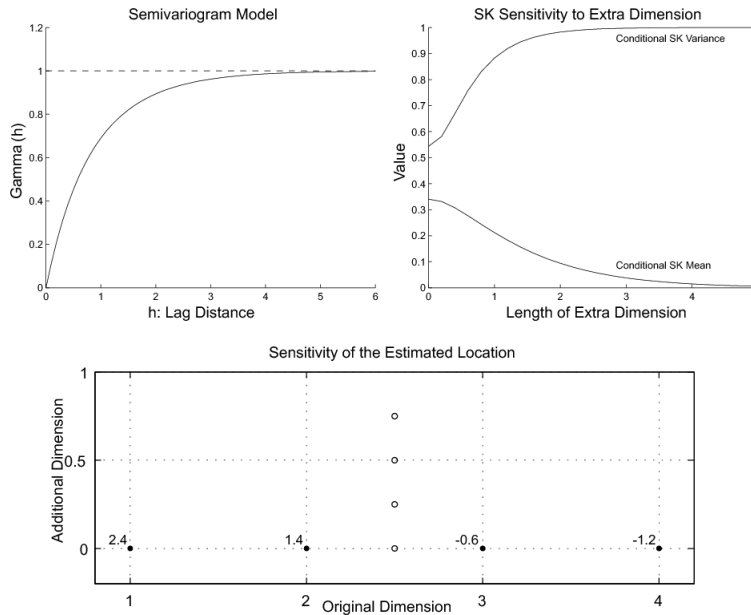 Semivariogram Model
Gamma (h)
1.2
1
0.8
0.6
0.4
0.2
0
0 1 2 3 4 5 6
h: Lag Distance
SK Sensitivity to Extra Dimension
Value
1
0.9
0.8
0.7
0.6
0.5
0.4
0.3
0.2
0.1
0
Conditional SK Variance
Conditional SK Mean
0 1 2 3 4
Length of Extra Dimension
Sensitivity of the Estimated Location
Additional Dimension
1
0.5
0
2.4 1.4 -0.6 -1.2
1 2 3 4
Original Dimension